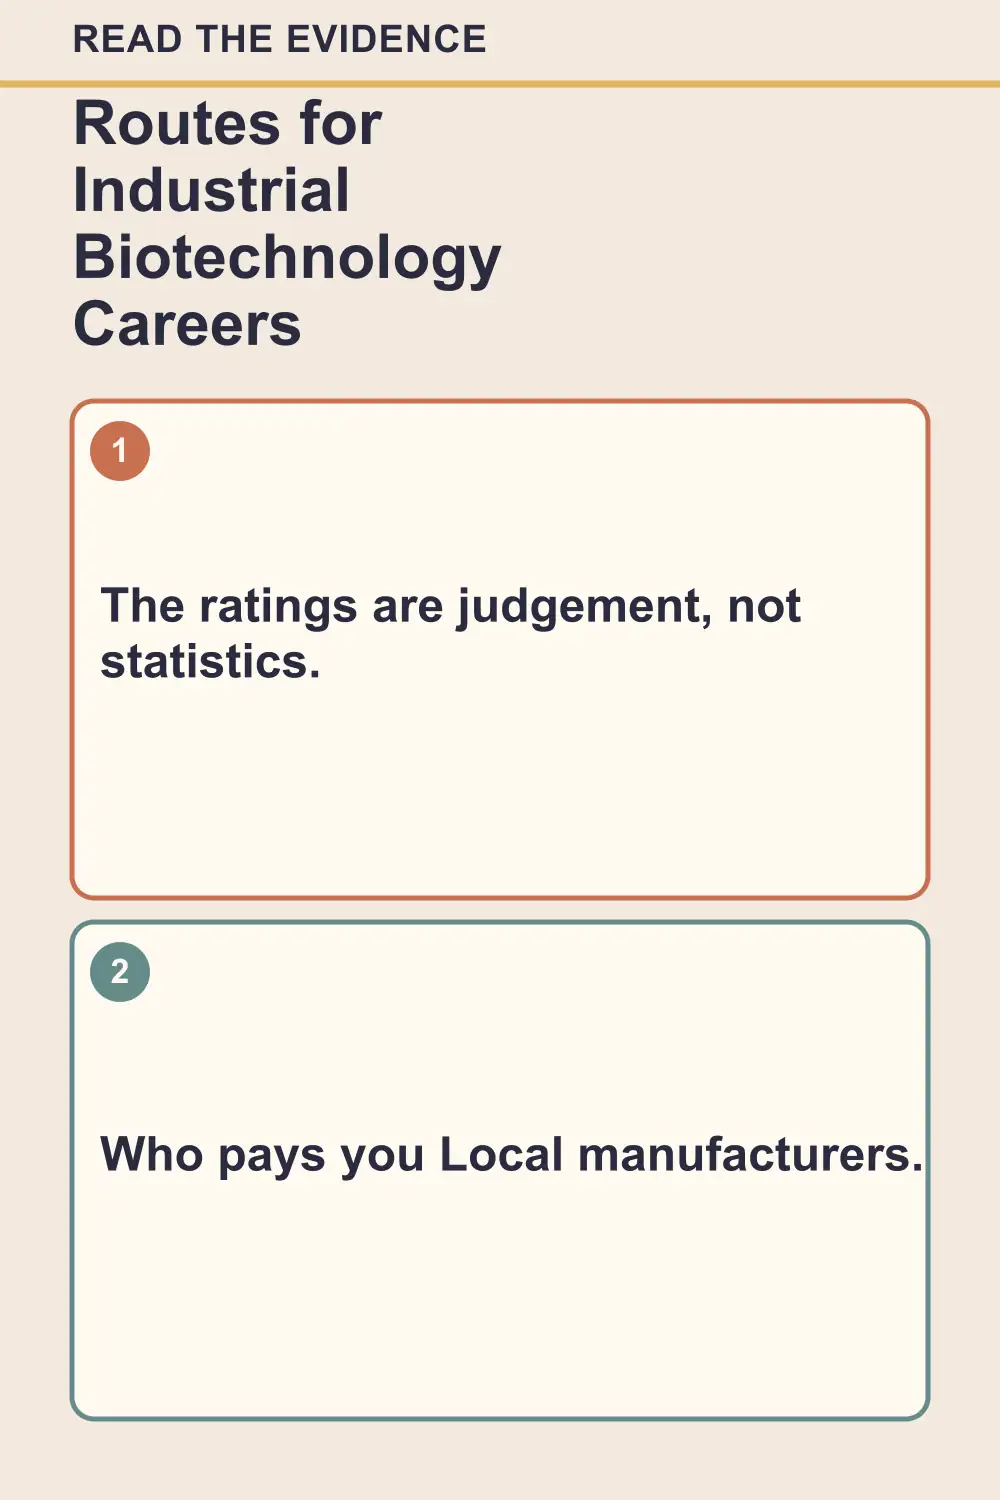 READ THE EVIDENCE
Routes for
Industrial
Biotechnology
Careers
1
The ratings are judgement, not
statistics.
2
Who pays you Local manufacturers.